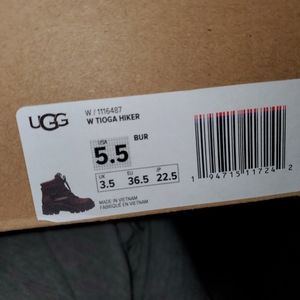 UGG
W / 1116487
W TIOGA HIKER
USA
5.5
BUR
UK EU JP
3.5 36.5 22.5
MADE IN VIETNAM
FABRIQUÉ EN VIETNAM
1 94715 11724 2